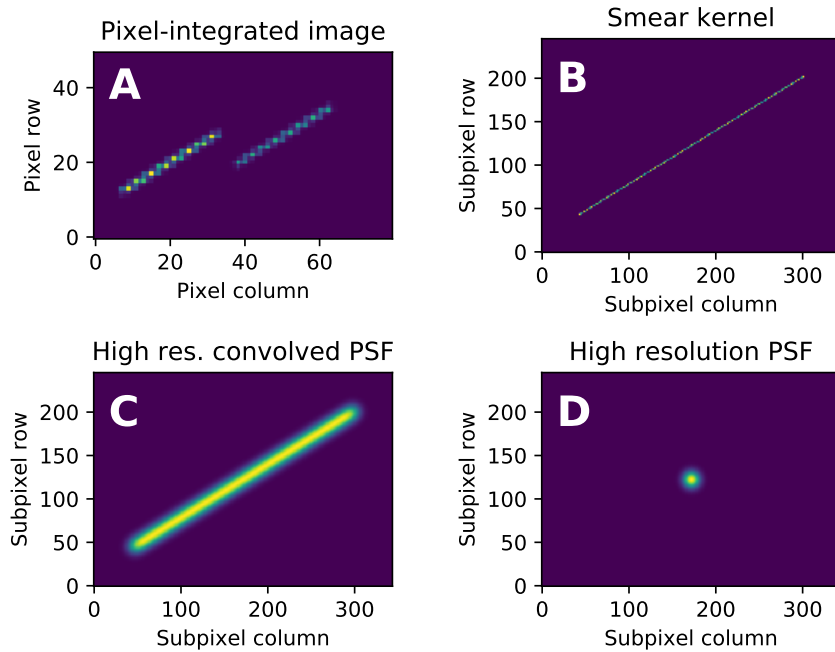 Pixel-integrated image
A
Pixel row
40
20
0
0 20 40 60
Pixel column
Smear kernel
B
Subpixel row
200
150
100
50
0
0 100 200 300
Subpixel column
High res. convolved PSF
C
Subpixel row
200
150
100
50
0
0 100 200 300
Subpixel column
High resolution PSF
D
Subpixel row
200
150
100
50
0
0 100 200 300
Subpixel column